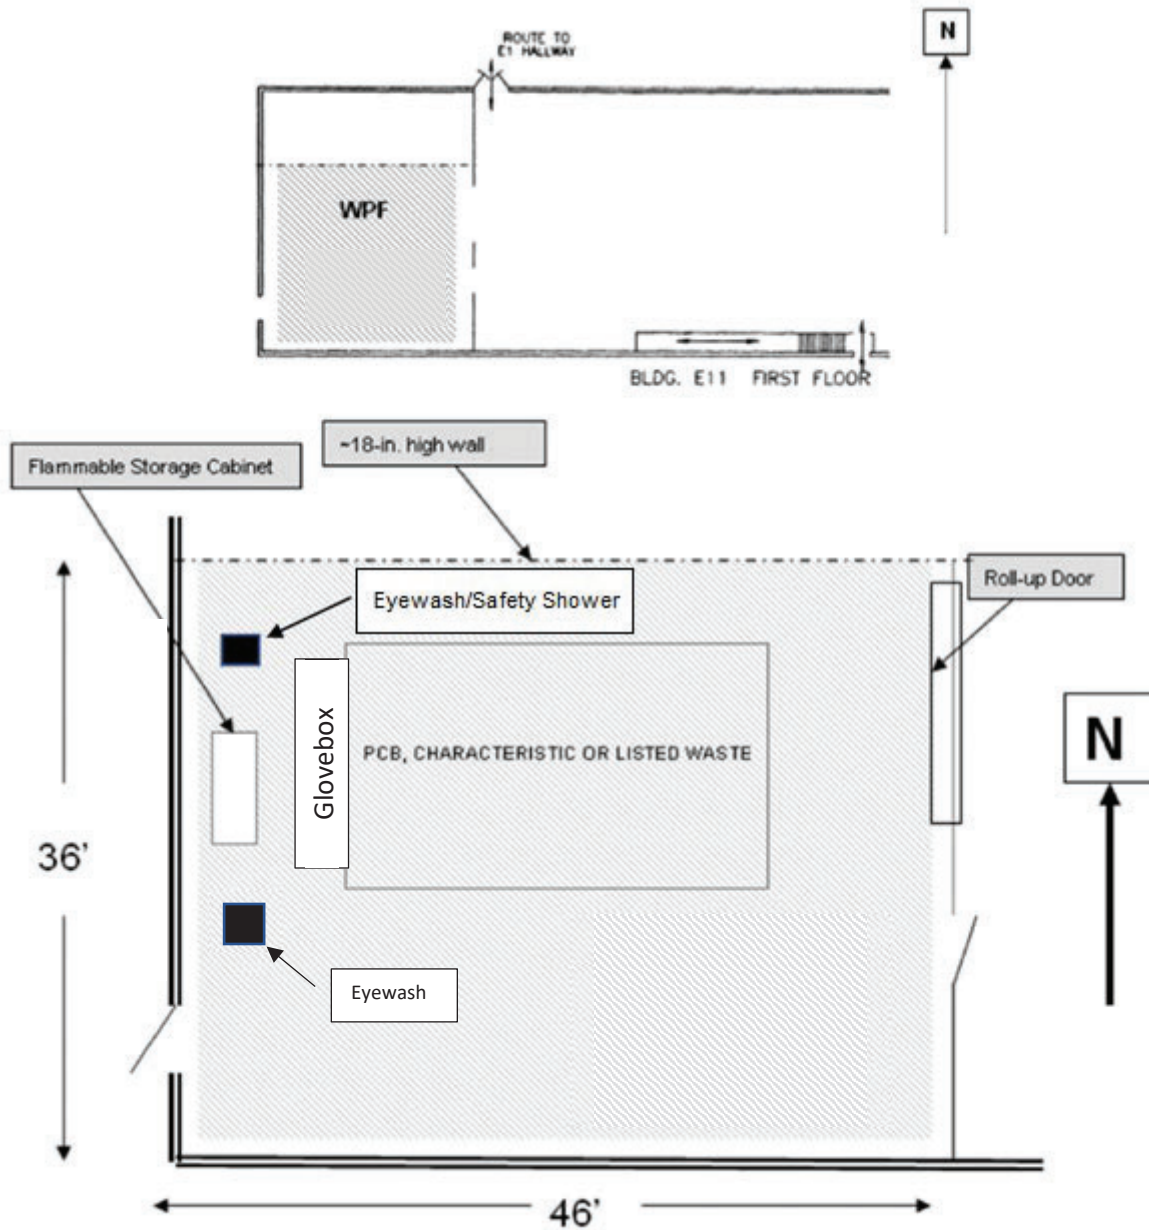 ROUTE TO
E1 HALLWAY
N
WPF
BLDG. E11 FIRST FLOOR
~18-in. high wall
Flammable Storage Cabinet
Roll-up Door
Eyewash/Safety Shower
Glovebox
PCB, CHARACTERISTIC OR LISTED WASTE
N
36'
Eyewash
46'